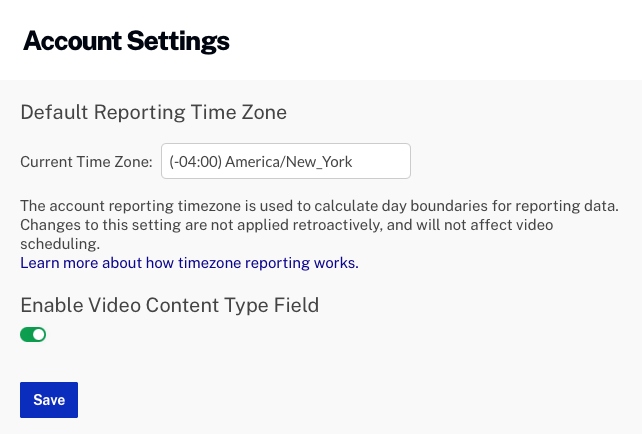 Account Settings
Default Reporting Time Zone
Current Time Zone: (-04:00) America/New_York
The account reporting timezone is used to calculate day boundaries for reporting data.
Changes to this setting are not applied retroactively, and will not affect video
scheduling.
Learn more about how timezone reporting works.
Enable Video Content Type Field
Save